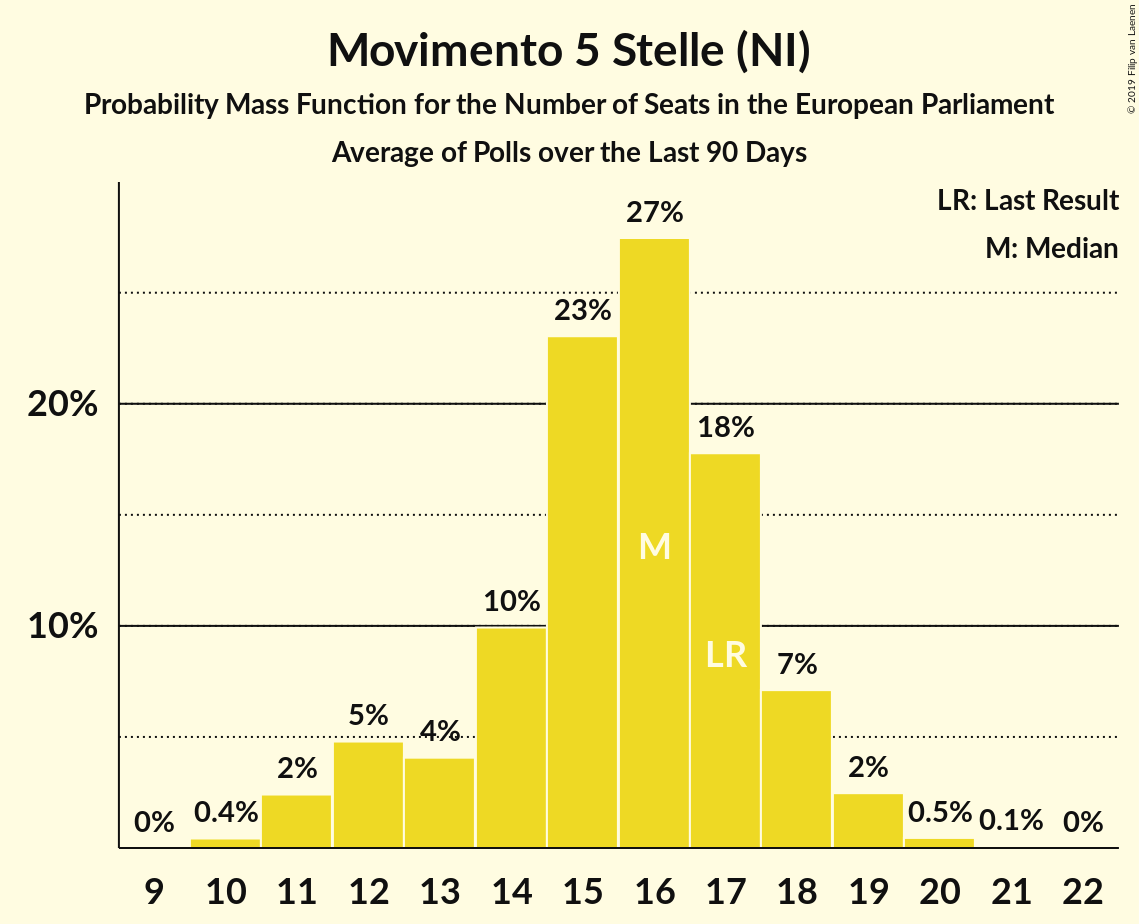 Movimento 5 Stelle (NI)
Probability Mass Function for the Number of Seats in the European Parliament
Average of Polls over the Last 90 Days
© 2019 Filip van Laenen
LR: Last Result
M: Median
27%
23%
20%
18%
M
10%
10%
LR
7%
5%
4%
2%
2%
0.4%
0.5%
0.1%
0%
0%
9 10 11 12 13 14 15 16 17 18 19 20 21 22